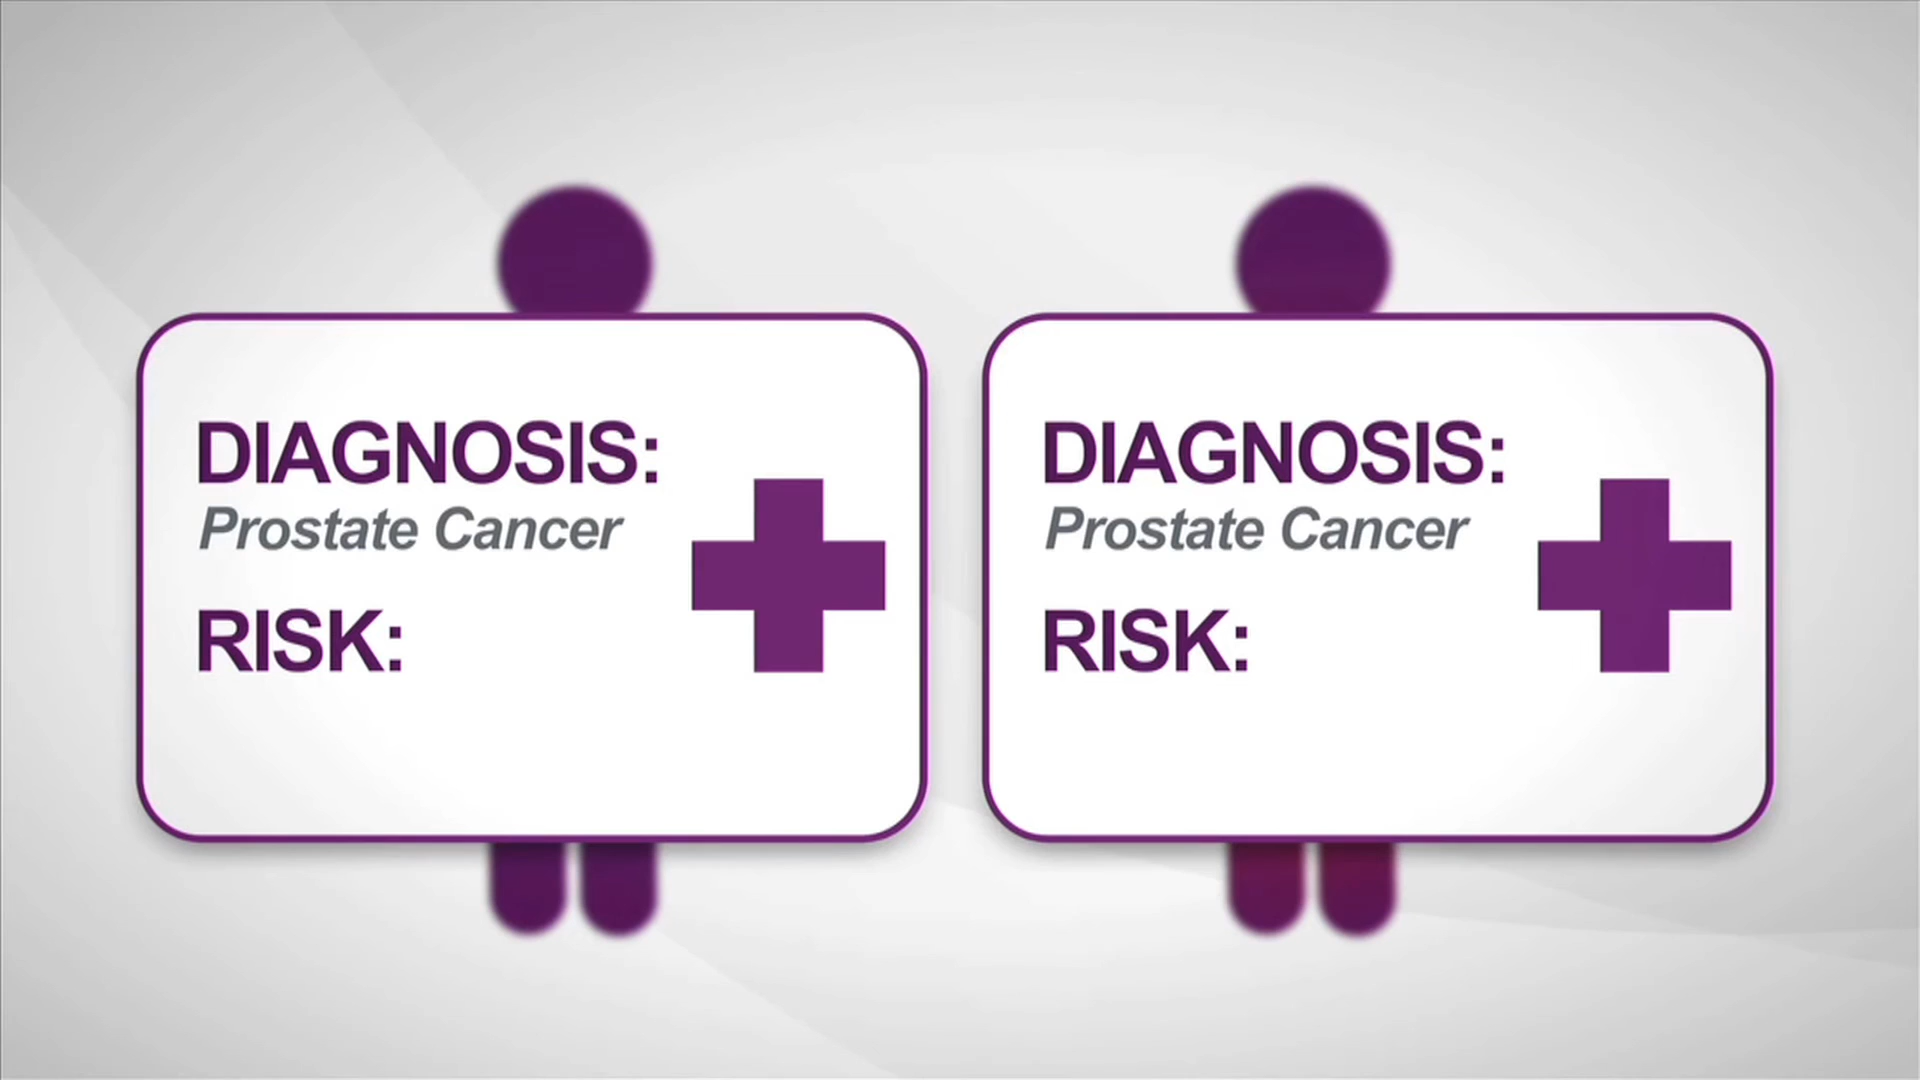 DIAGNOSIS:
Prostate Cancer
RISK:
DIAGNOSIS:
Prostate Cancer
RISK: